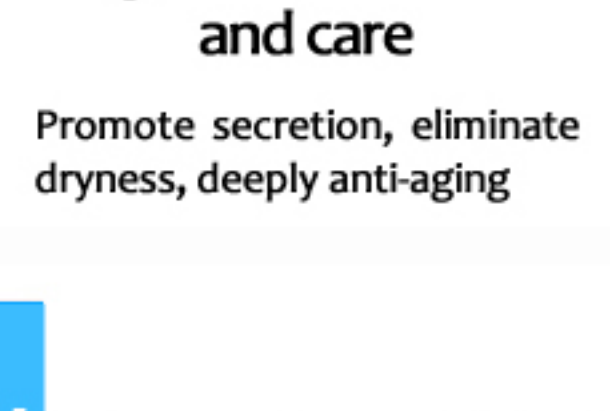 and care
Promote secretion, eliminate
dryness, deeply anti-aging